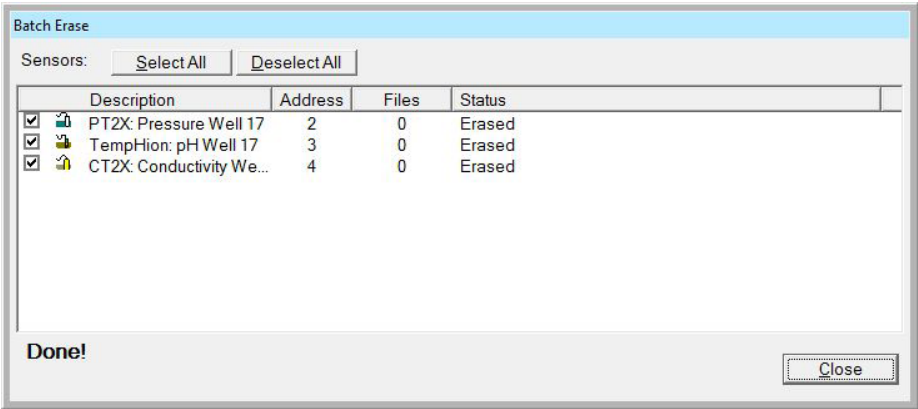 Batch Erase
Sensors: Select All Deselect All
Description Address Files Status
PT2X: Pressure Well 17 2 0 Erased
TempHion: pH Well 17 3 0 Erased
CT2X: Conductivity We... 4 0 Erased
Done!
Close